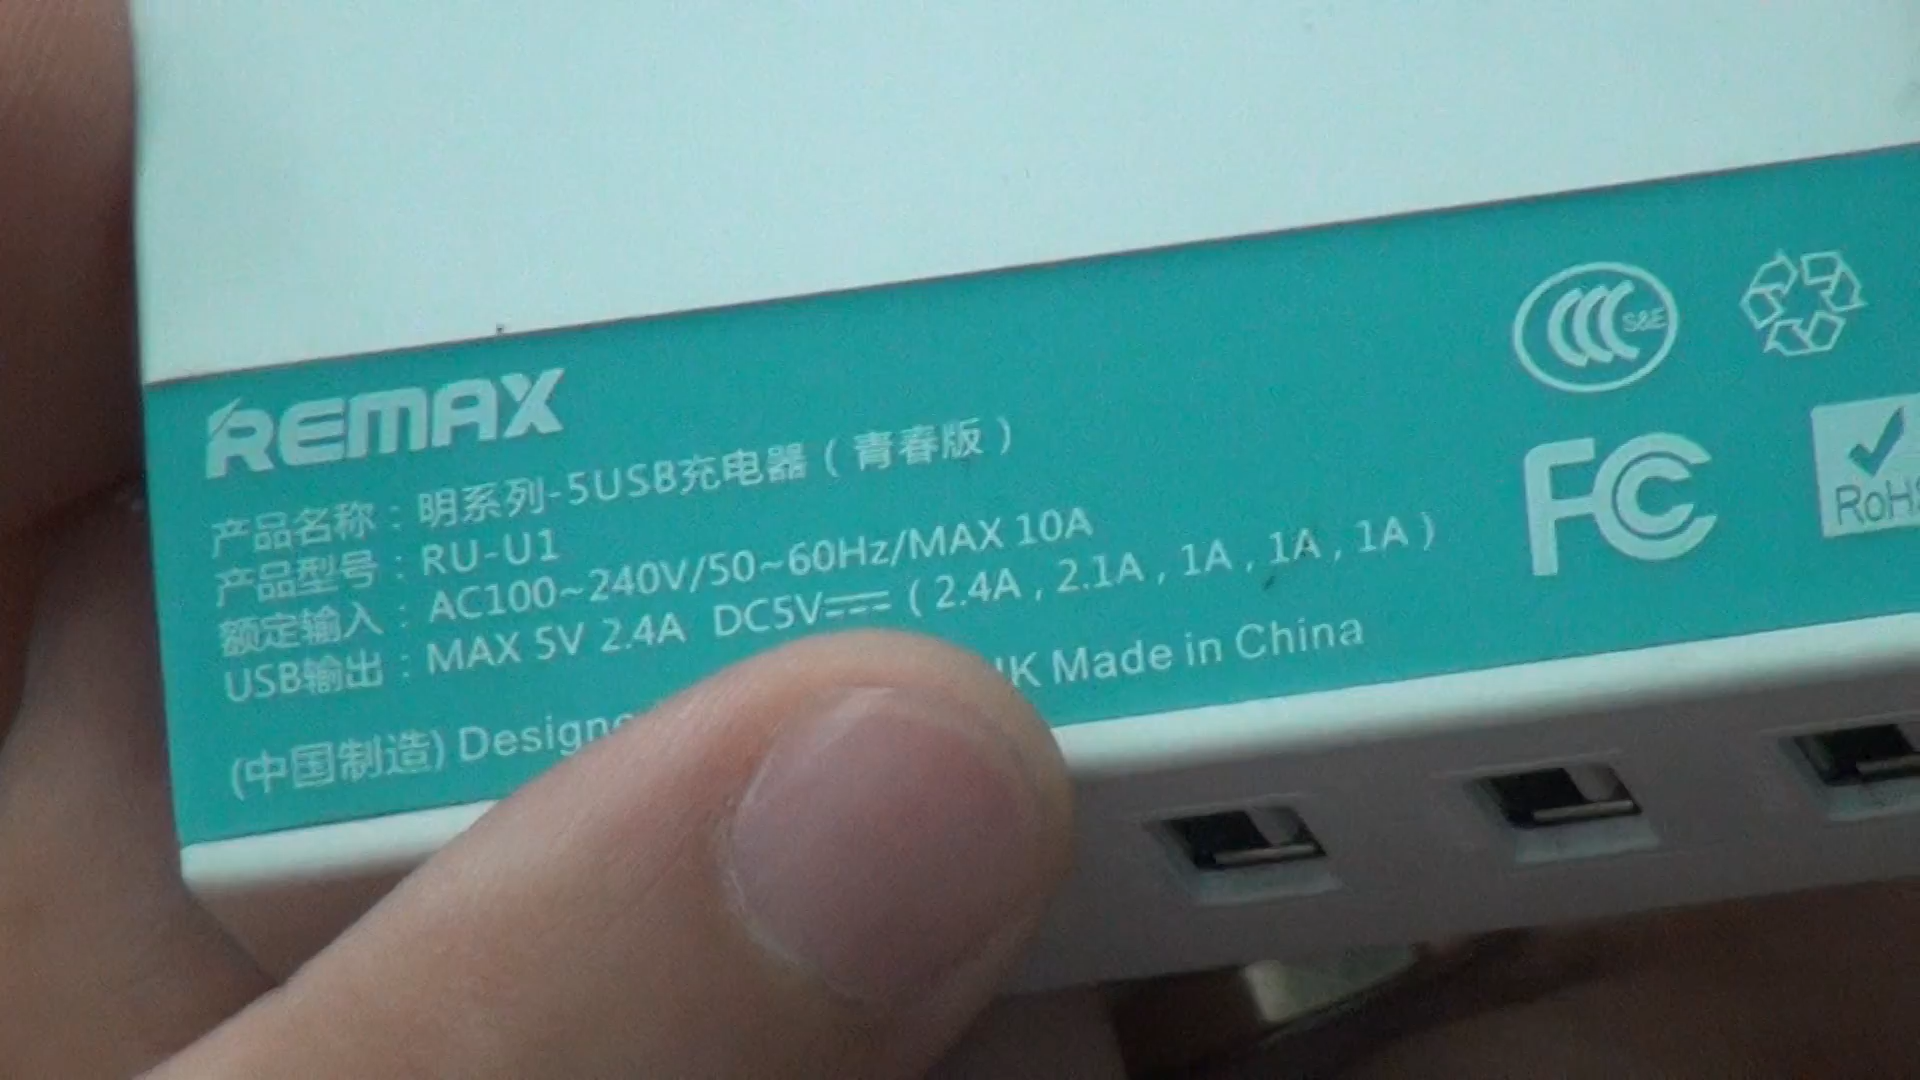 REMAX
产品名称：明系列-5USB充电器（青春版）
产品型号：RU-U1
额定输入：AC100~240V/50~60Hz/MAX 10A
USB输出：MAX 5V 2.4A DC5V⎓（2.4A，2.1A，1A，1A，1A）
(中国制造) Made in China
S&E
FC